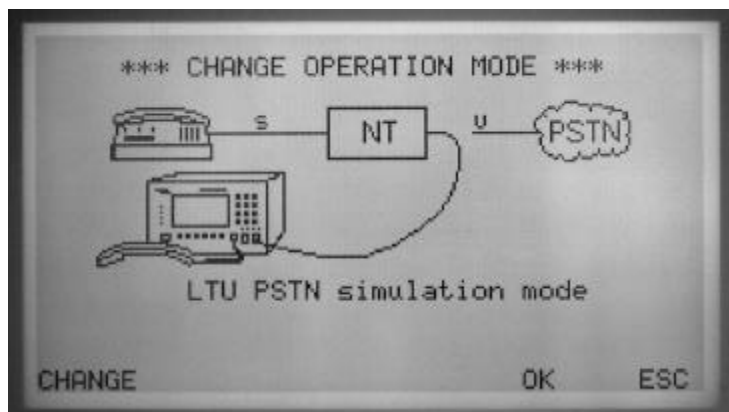 *** CHANGE OPERATION MODE ***
S NT U PSTN
LTU PSTN simulation mode
CHANGE OK ESC